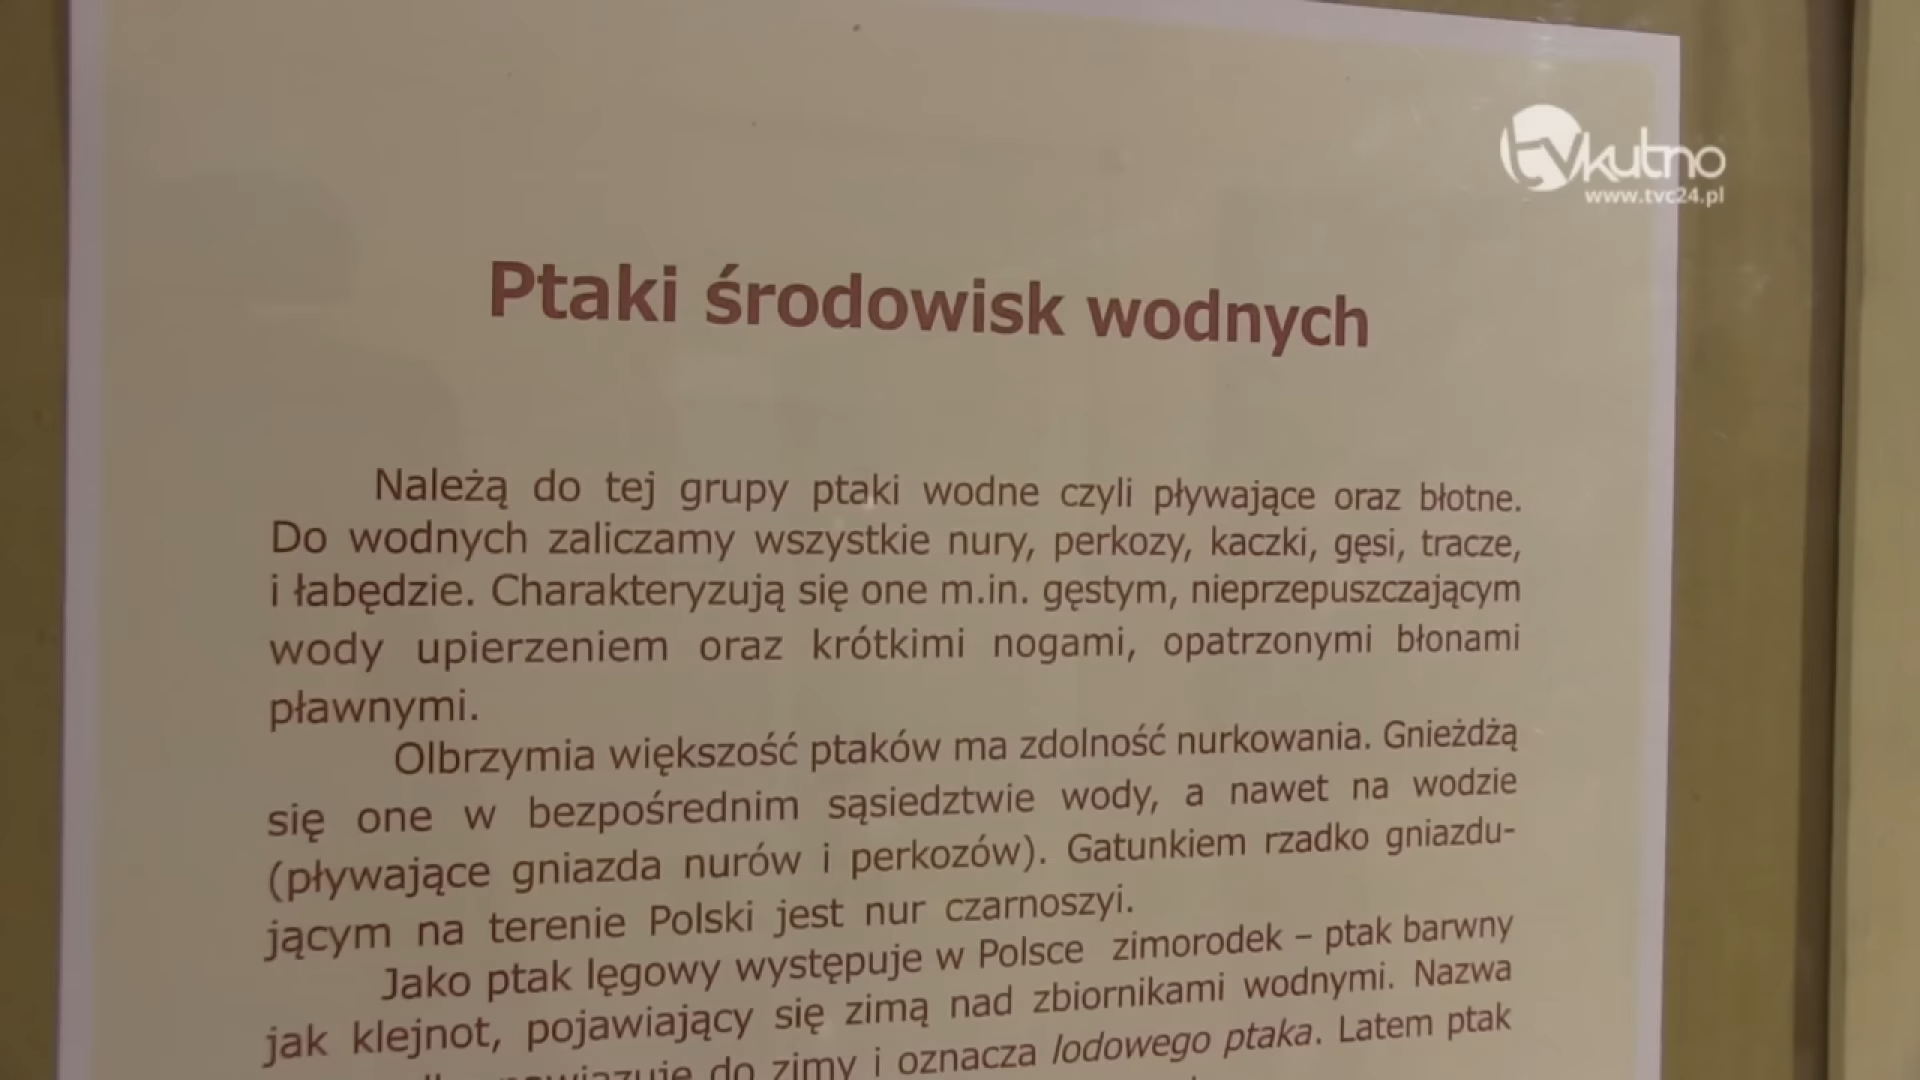 tvkutno
www.tvc24.pl
Ptaki środowisk wodnych
Należą do tej grupy ptaki wodne czyli pływające oraz błotne.
Do wodnych zaliczamy wszystkie nury, perkozy, kaczki, gęsi, tracze,
i łabędzie. Charakteryzują się one m.in. gęstym, nieprzepuszczającym
wody upierzeniem oraz krótkimi nogami, opatrzonymi błonami
pławnymi.
Olbrzymia większość ptaków ma zdolność nurkowania. Gnieżdżą
się one w bezpośrednim sąsiedztwie wody, a nawet na wodzie
(pływające gniazda nurów i perkozów). Gatunkiem rzadko gniazdu-
jącym na terenie Polski jest nur czarnoszyi.
Jako ptak lęgowy występuje w Polsce zimorodek – ptak barwny
jak klejnot, pojawiający się zimą nad zbiornikami wodnymi. Nazwa
do zimy i oznacza lodowego ptaka. Latem ptak